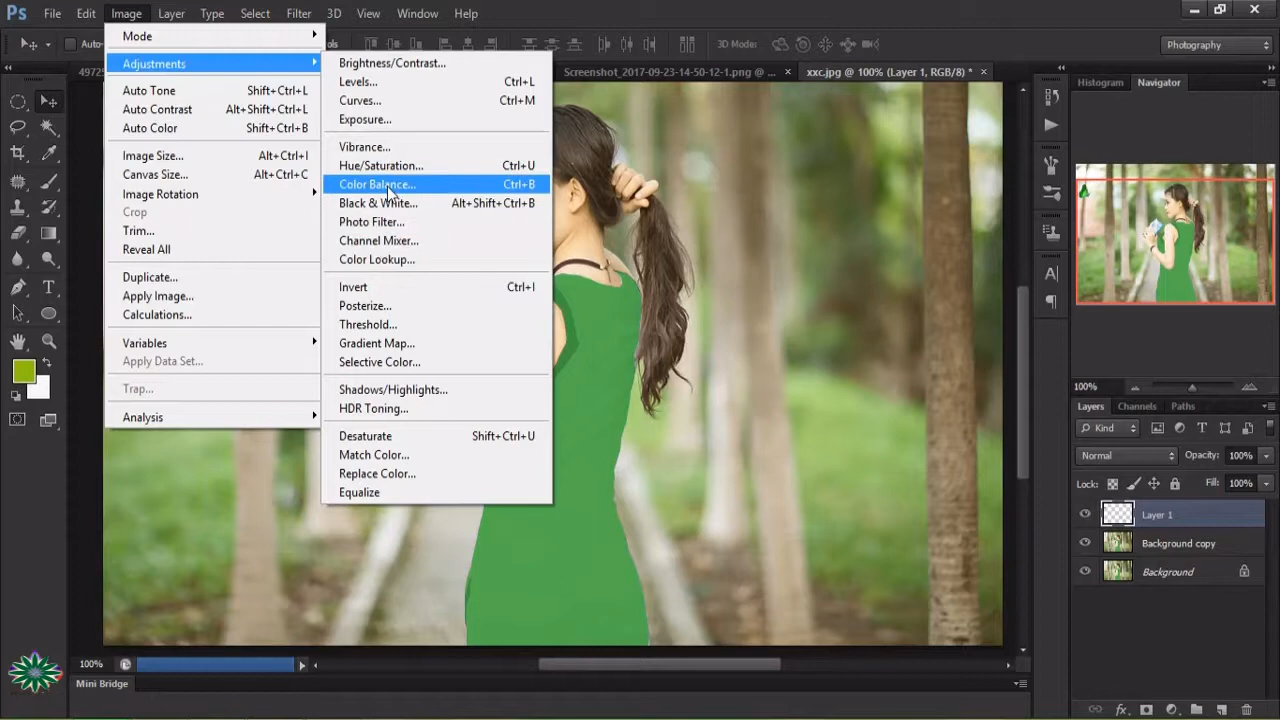 Ps File Edit Image Layer Type Select Filter 3D View Window Help
Auto-
3D Mode:
Photography
Screenshot_2017-09-23-14-50-12-1.png @ ... ×
xxc.jpg @ 100% (Layer 1, RGB/8) * ×
Mode
Adjustments
Auto Tone Shift+Ctrl+L
Auto Contrast Alt+Shift+Ctrl+L
Auto Color Shift+Ctrl+B
Image Size... Alt+Ctrl+I
Canvas Size... Alt+Ctrl+C
Image Rotation
Crop
Trim...
Reveal All
Duplicate...
Apply Image...
Calculations...
Variables
Apply Data Set...
Trap...
Analysis
Brightness/Contrast...
Levels... Ctrl+L
Curves... Ctrl+M
Exposure...
Vibrance...
Hue/Saturation... Ctrl+U
Color Balance... Ctrl+B
Black & White... Alt+Shift+Ctrl+B
Photo Filter...
Channel Mixer...
Color Lookup...
Invert Ctrl+I
Posterize...
Threshold...
Gradient Map...
Selective Color...
Shadows/Highlights...
HDR Toning...
Desaturate Shift+Ctrl+U
Match Color...
Replace Color...
Equalize
Histogram Navigator
100%
Layers Channels Paths
Kind
Normal Opacity: 100%
Lock: Fill: 100%
Layer 1
Background copy
Background
100%
Mini Bridge